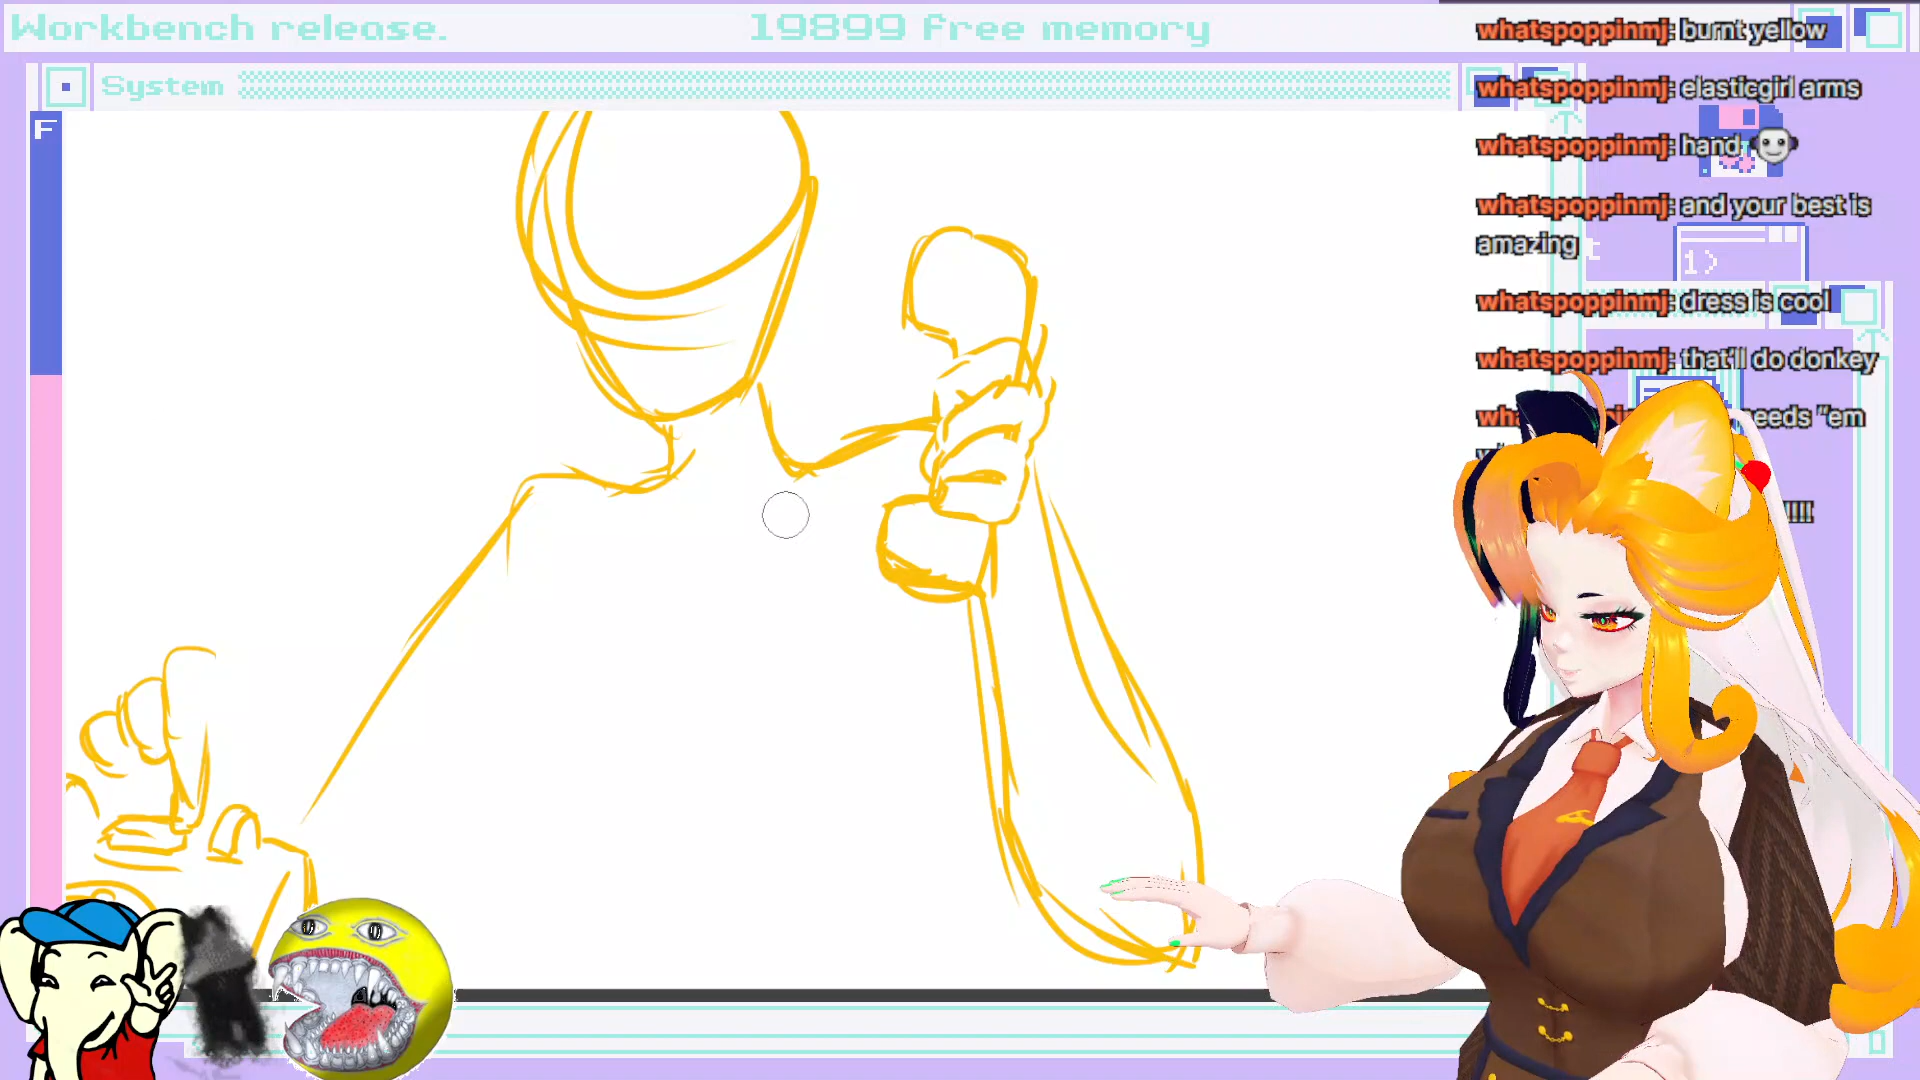 Workbench release.
19899 free memory
System
F
whatspoppinmj: burnt yellow
whatspoppinmj: elasticgirl arms
whatspoppinmj: hand
whatspoppinmj: and your best is
amazing
1>
whatspoppinmj: dress is cool
whatspoppinmj: that'll do donkey
needs "em
!!!!